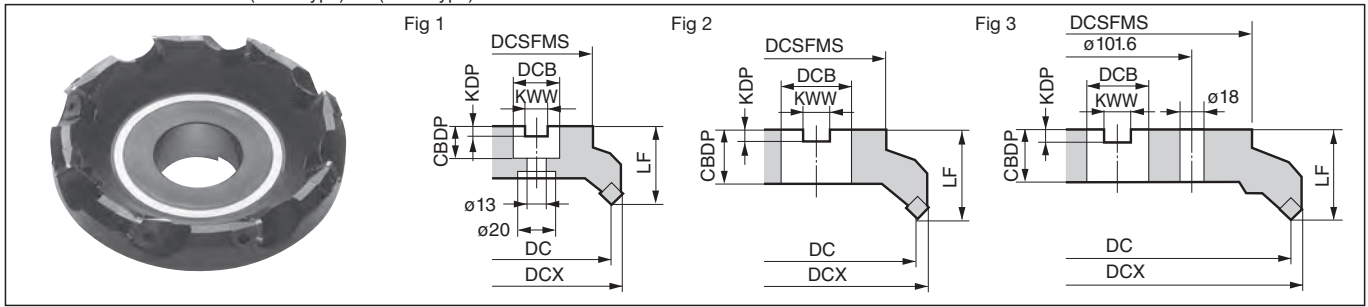 Fig 1
DCSFMS
DCB
KWW
KDP
CBDP
LF
ø13
ø20
DC
DCX
Fig 2
DCSFMS
DCB
KWW
KDP
CBDP
LF
DC
DCX
Fig 3
DCSFMS
ø101.6
DCB
KWW
ø18
KDP
CBDP
LF
DC
DCX